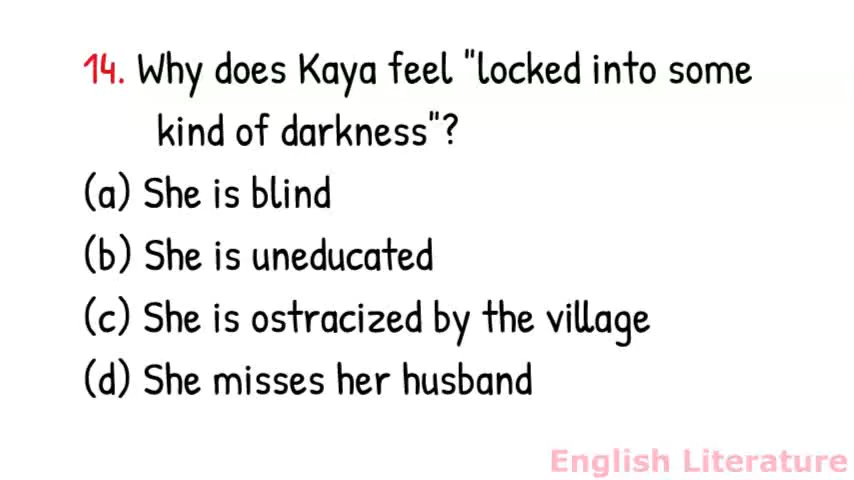 14. Why does Kaya feel "locked into some
kind of darkness"?
(a) She is blind
(b) She is uneducated
(c) She is ostracized by the village
(d) She misses her husband
English Literature